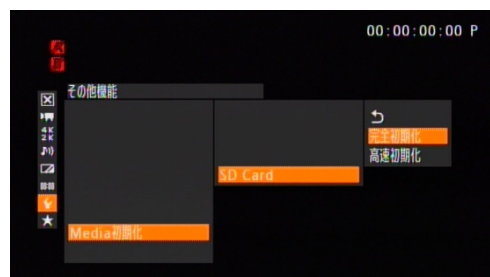 00:00:00:00 P
A
B
その他機能
4K
2K
完全初期化
高速初期化
SD Card
Media初期化